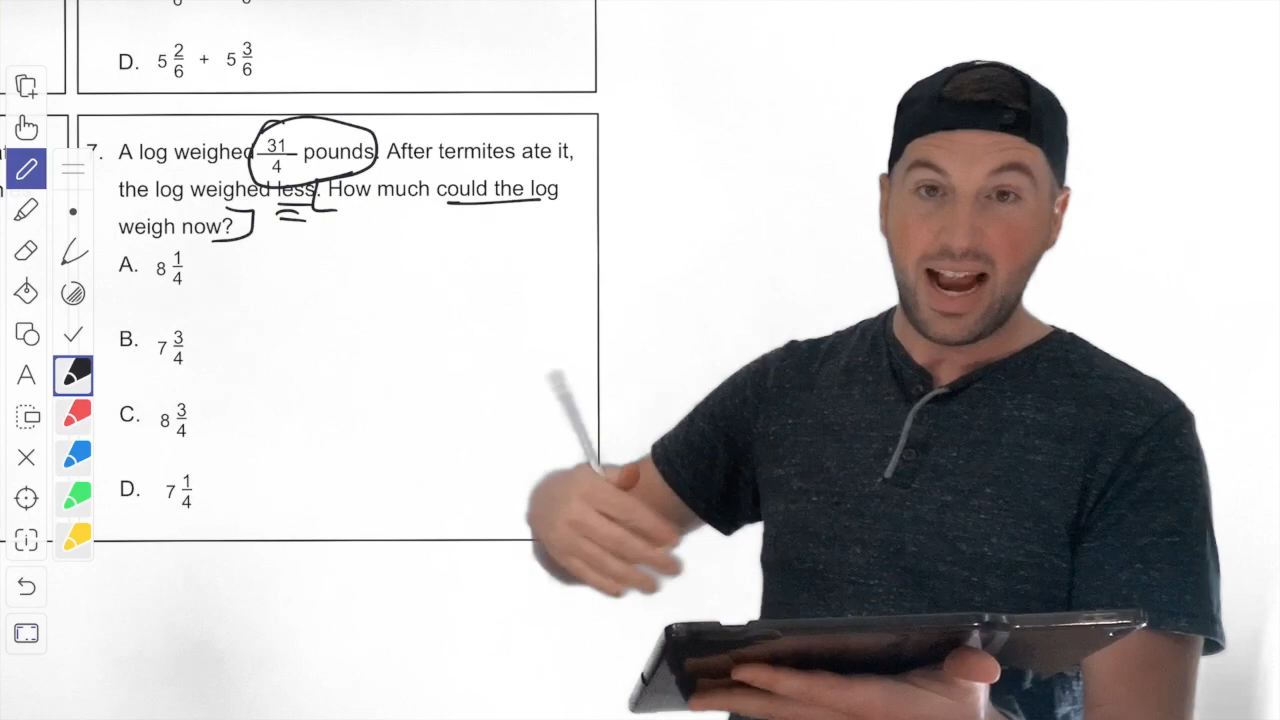 D. 5 2/6 + 5 3/6
7. A log weighed 31/4 pounds. After termites ate it,
the log weighed less. How much could the log
weigh now?
A. 8 1/4
B. 7 3/4
C. 8 3/4
D. 7 1/4
A